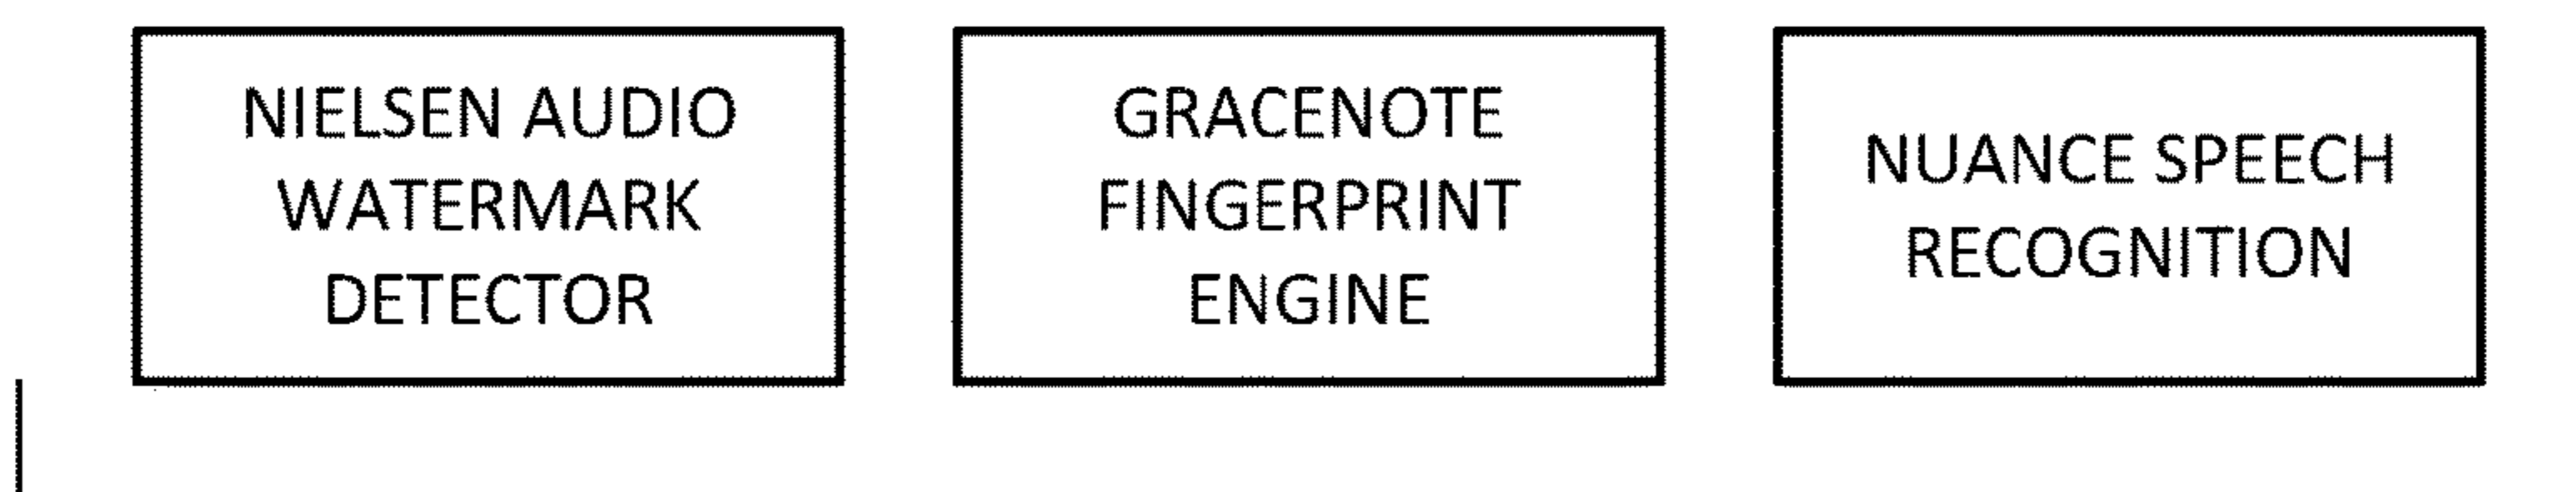 NIELSEN AUDIO
WATERMARK
DETECTOR
GRACENOTE
FINGERPRINT
ENGINE
NUANCE SPEECH
RECOGNITION